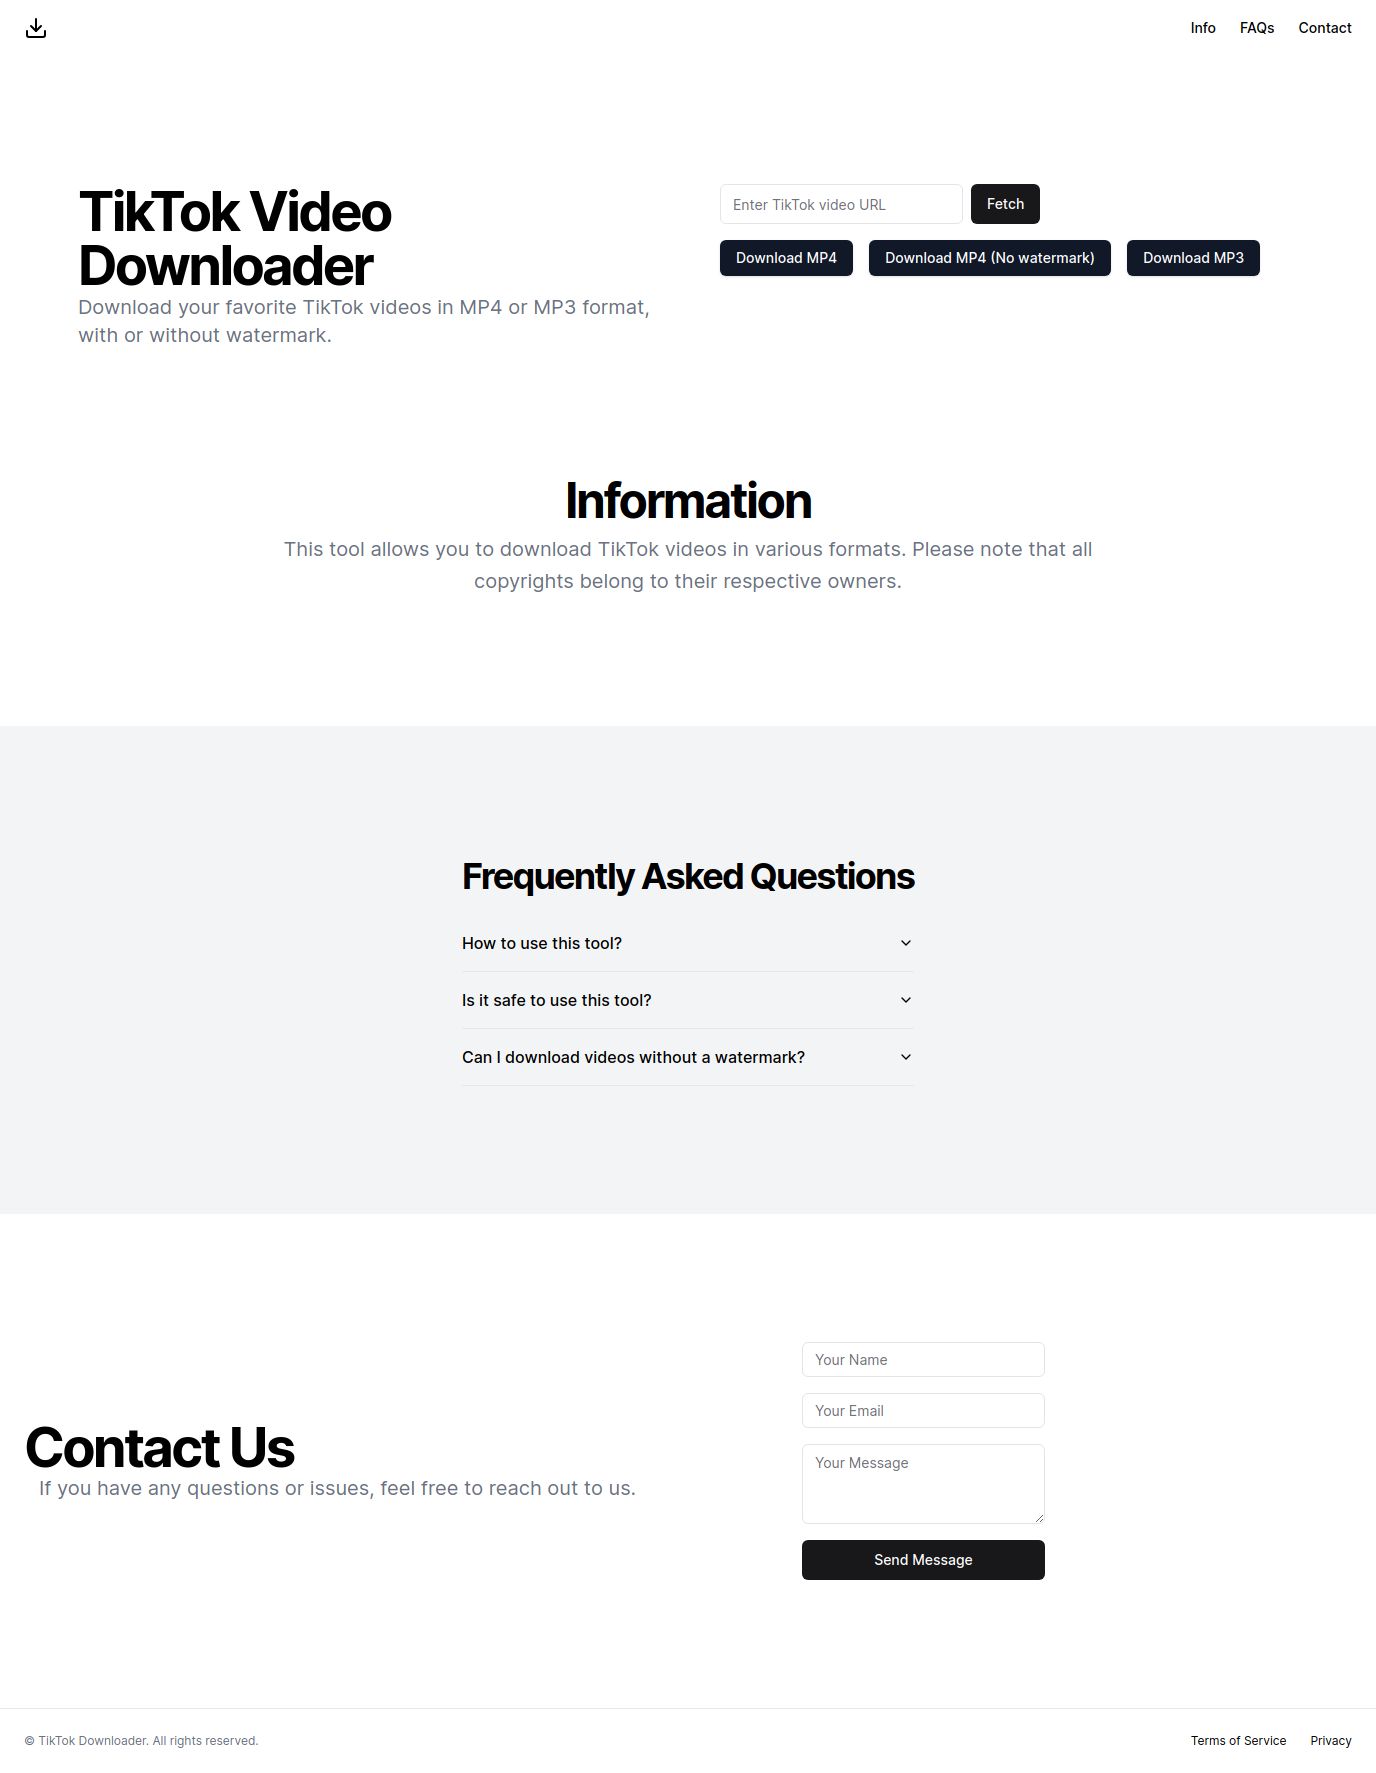 Info
FAQs
Contact
TikTok Video
Downloader
Download your favorite TikTok videos in MP4 or MP3 format,
with or without watermark.
Enter TikTok video URL
Fetch
Download MP4
Download MP4 (No watermark)
Download MP3
Information
This tool allows you to download TikTok videos in various formats. Please note that all
copyrights belong to their respective owners.
Frequently Asked Questions
How to use this tool?
Is it safe to use this tool?
Can I download videos without a watermark?
Contact Us
If you have any questions or issues, feel free to reach out to us.
Your Name
Your Email
Your Message
Send Message
© TikTok Downloader. All rights reserved.
Terms of Service
Privacy